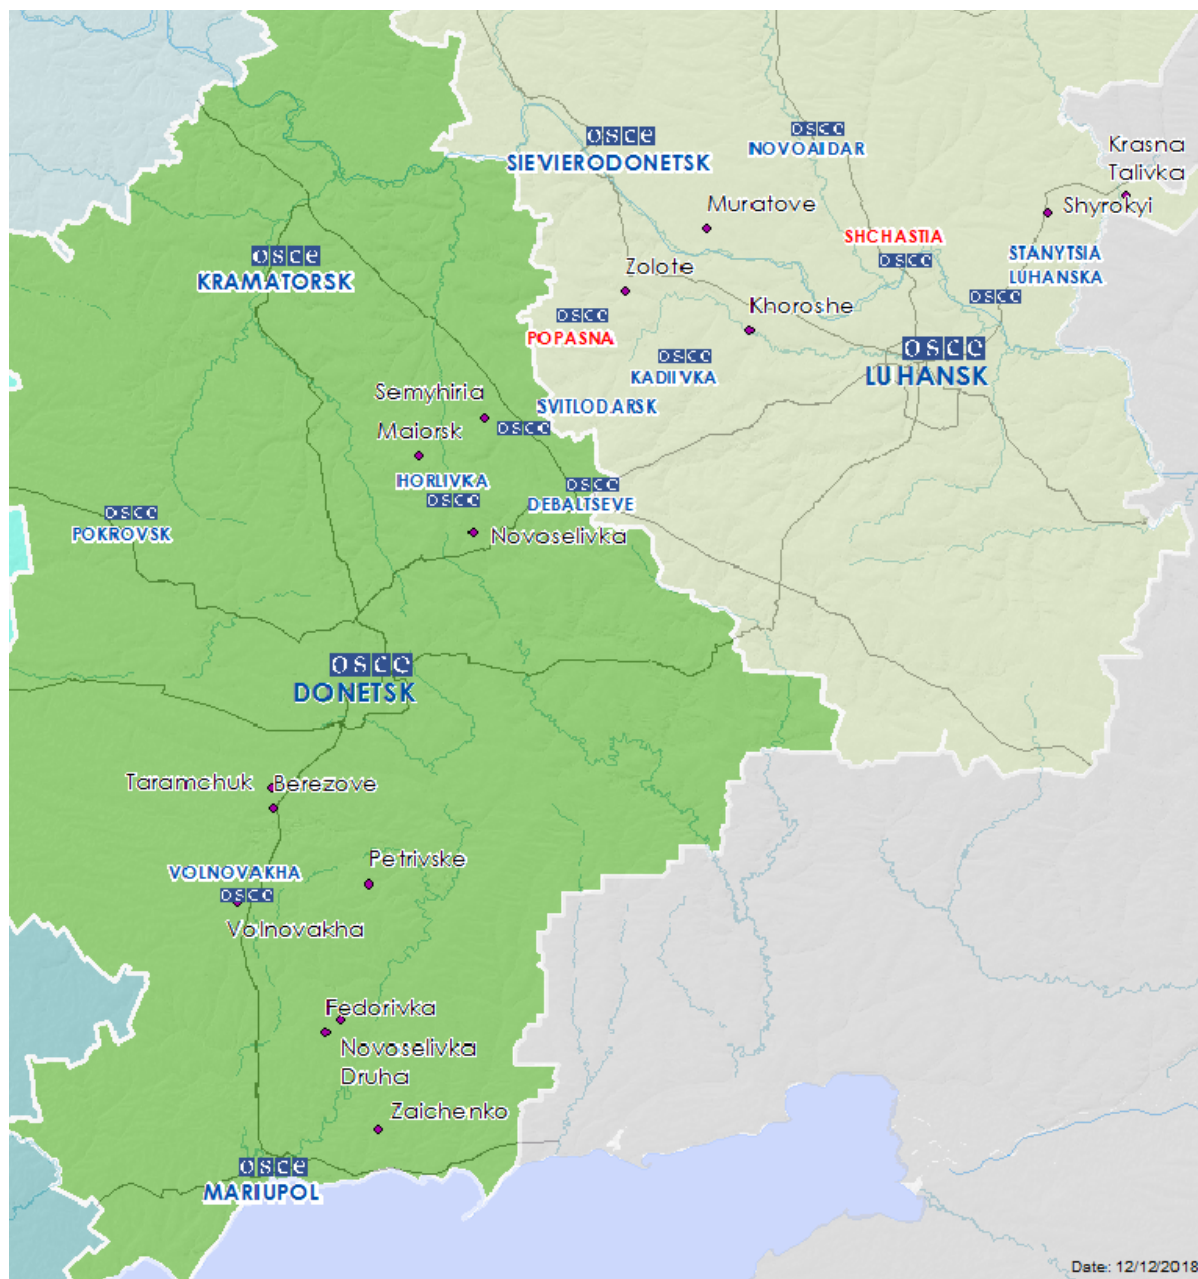 osce
SIEVIERODONETSK
OSCE
NOVOAIDAR
Krasna
Talivka
Shyrokyi
Muratove
SHCHASTIA
OSCE
STANYTSIA
LUHANSKA
OSCE
osce
KRAMATORSK
Zolote
OSCE
POPASNA
Khoroshe
OSCE
LUHANSK
OSCE
KADIIVKA
Semyhiria
SVITLODARSK
OSCE
Maiorsk
HORLIVKA
OSCE
OSCE
DEBALTSEVE
OSCE
POKROVSK
Novoselivka
OSCE
DONETSK
Taramchuk
Berezove
Petrivske
VOLNOVAKHA
OSCE
Volnovakha
Fedorivka
Novoselivka
Druha
Zaichenko
osce
MARIUPOL
Date: 12/12/2018